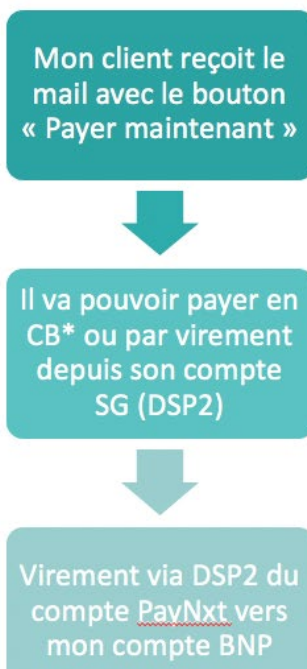 Mon client reçoit le
mail avec le bouton
« Payer maintenant »
Il va pouvoir payer en
CB* ou par virement
depuis son compte
SG (DSP2)
Virement via DSP2 du
compte PayNxt vers
mon compte BNP